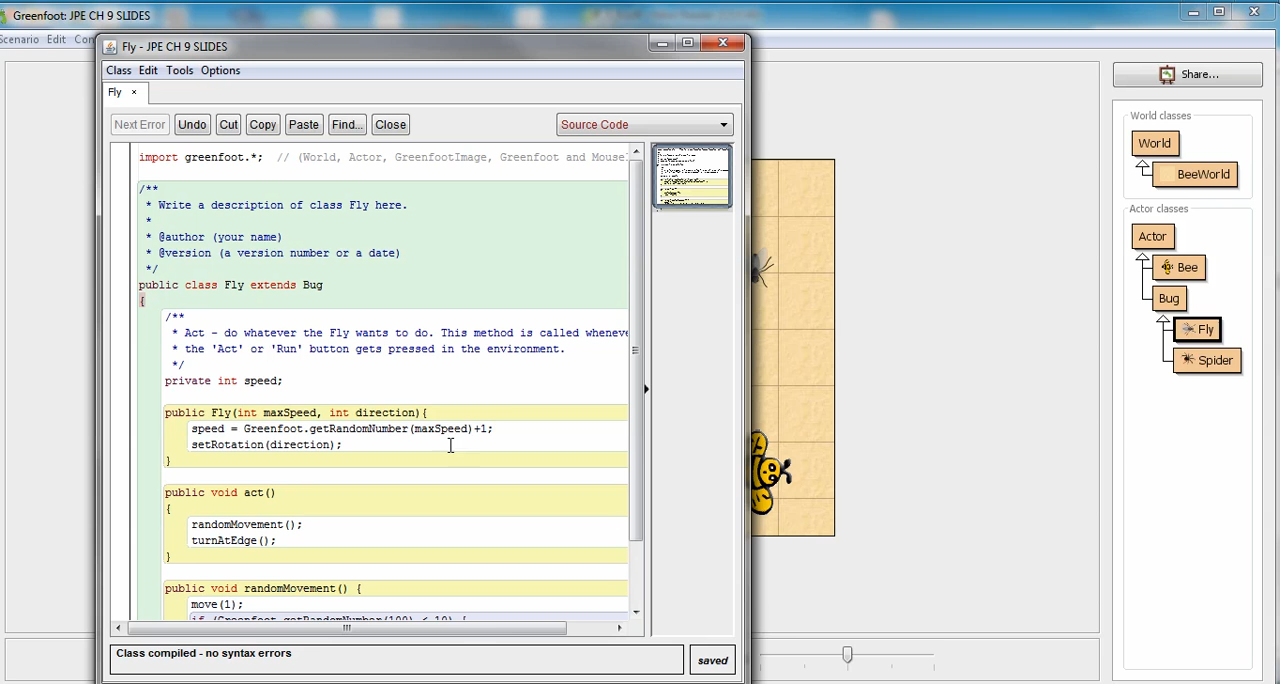 Greenfoot: JPE CH 9 SLIDES
Scenario Edit
Fly - JPE CH 9 SLIDES
Class Edit Tools Options
Fly ×
Next Error Undo Cut Copy Paste Find... Close Source Code
import greenfoot.*;  // (World, Actor, GreenfootImage, Greenfoot and Mouse
/**
* Write a description of class Fly here.
*
* @author (your name)
* @version (a version number or a date)
*/
public class Fly extends Bug
{
/**
* Act - do whatever the Fly wants to do. This method is called wheneve
* the 'Act' or 'Run' button gets pressed in the environment.
*/
private int speed;
public Fly(int maxSpeed, int direction){
speed = Greenfoot.getRandomNumber(maxSpeed)+1;
setRotation(direction);
}
public void act()
{
randomMovement();
turnAtEdge();
}
public void randomMovement() {
move(1);
if (Greenfoot.getRandomNumber(100) < 10) {
Class compiled - no syntax errors
saved
Share...
World classes
World
BeeWorld
Actor classes
Actor
Bee
Bug
Fly
Spider